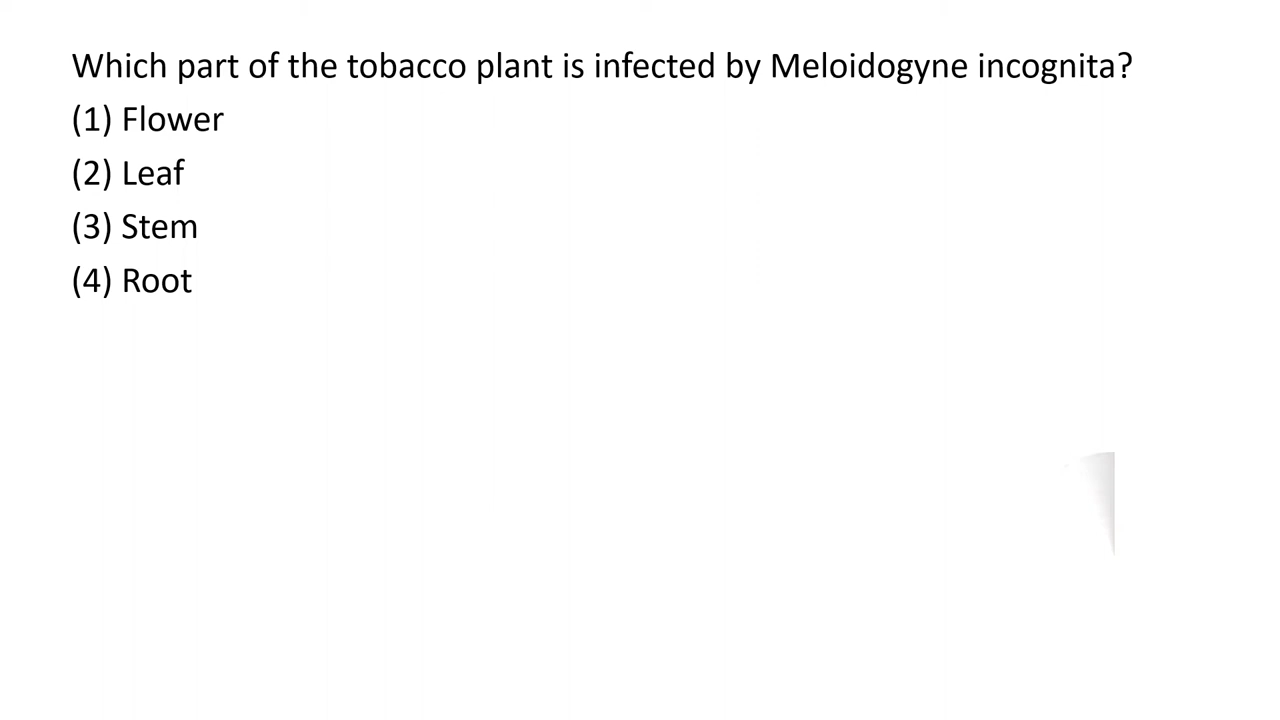 Which part of the tobacco plant is infected by Meloidogyne incognita?
(1) Flower
(2) Leaf
(3) Stem
(4) Root